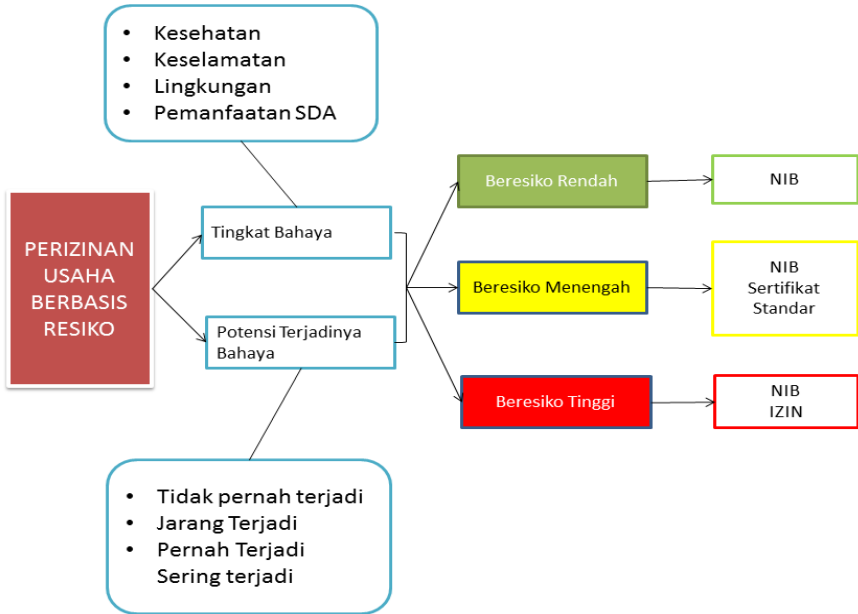 • Kesehatan
• Keselamatan
• Lingkungan
• Pemanfaatan SDA
PERIZINAN
USAHA
BERBASIS
RESIKO
Tingkat Bahaya
Potensi Terjadinya
Bahaya
Beresiko Rendah
NIB
Beresiko Menengah
NIB
Sertifikat
Standar
Beresiko Tinggi
NIB
IZIN
• Tidak pernah terjadi
• Jarang Terjadi
• Pernah Terjadi
Sering terjadi